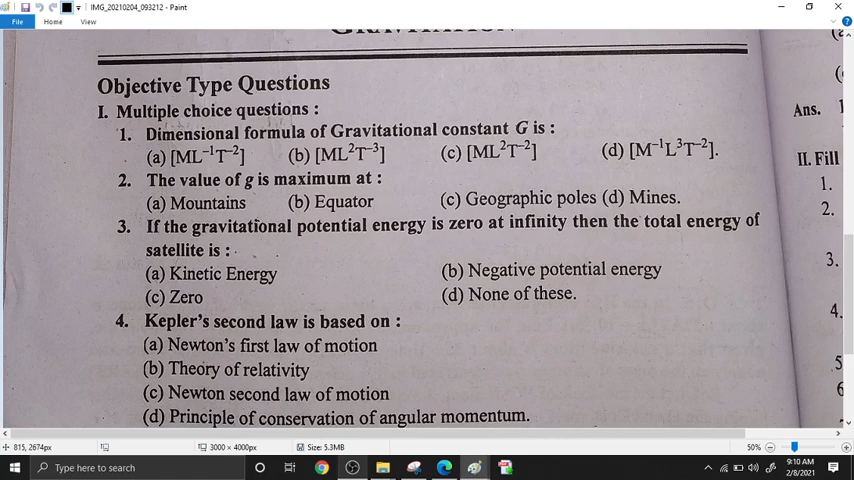 IMG_20210204_093212 - Paint
File Home View
GRAVITATION
Objective Type Questions
I. Multiple choice questions :
1. Dimensional formula of Gravitational constant G is :
(a) [ML⁻¹T⁻²] (b) [ML²T⁻³] (c) [ML²T⁻²] (d) [M⁻¹L³T⁻²].
2. The value of g is maximum at :
(a) Mountains (b) Equator (c) Geographic poles (d) Mines.
3. If the gravitational potential energy is zero at infinity then the total energy of
satellite is :
(a) Kinetic Energy (b) Negative potential energy
(c) Zero (d) None of these.
4. Kepler's second law is based on :
(a) Newton's first law of motion
(b) Theory of relativity
(c) Newton second law of motion
(d) Principle of conservation of angular momentum.
Ans.
II. Fill
1.
2.
3.
4.
5
6
815, 2674px 3000 × 4000px Size: 5.3MB 50%
Type here to search 9:10 AM
2/8/2021